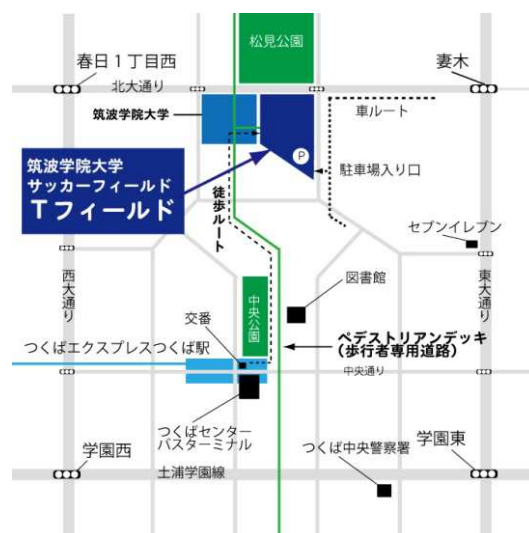 松見公園
春日1丁目西
妻木
北大通り
筑波学院大学
車ルート
P
筑波学院大学
サッカーフィールド
Tフィールド
駐車場入り口
徒歩ルート
セブンイレブン
西大通り
東大通り
図書館
中央公園
交番
ペデストリアンデッキ
(歩行者専用道路)
つくばエクスプレスつくば駅
中央通り
つくばセンター
バスターミナル
学園西
つくば中央警察署
学園東
土浦学園線